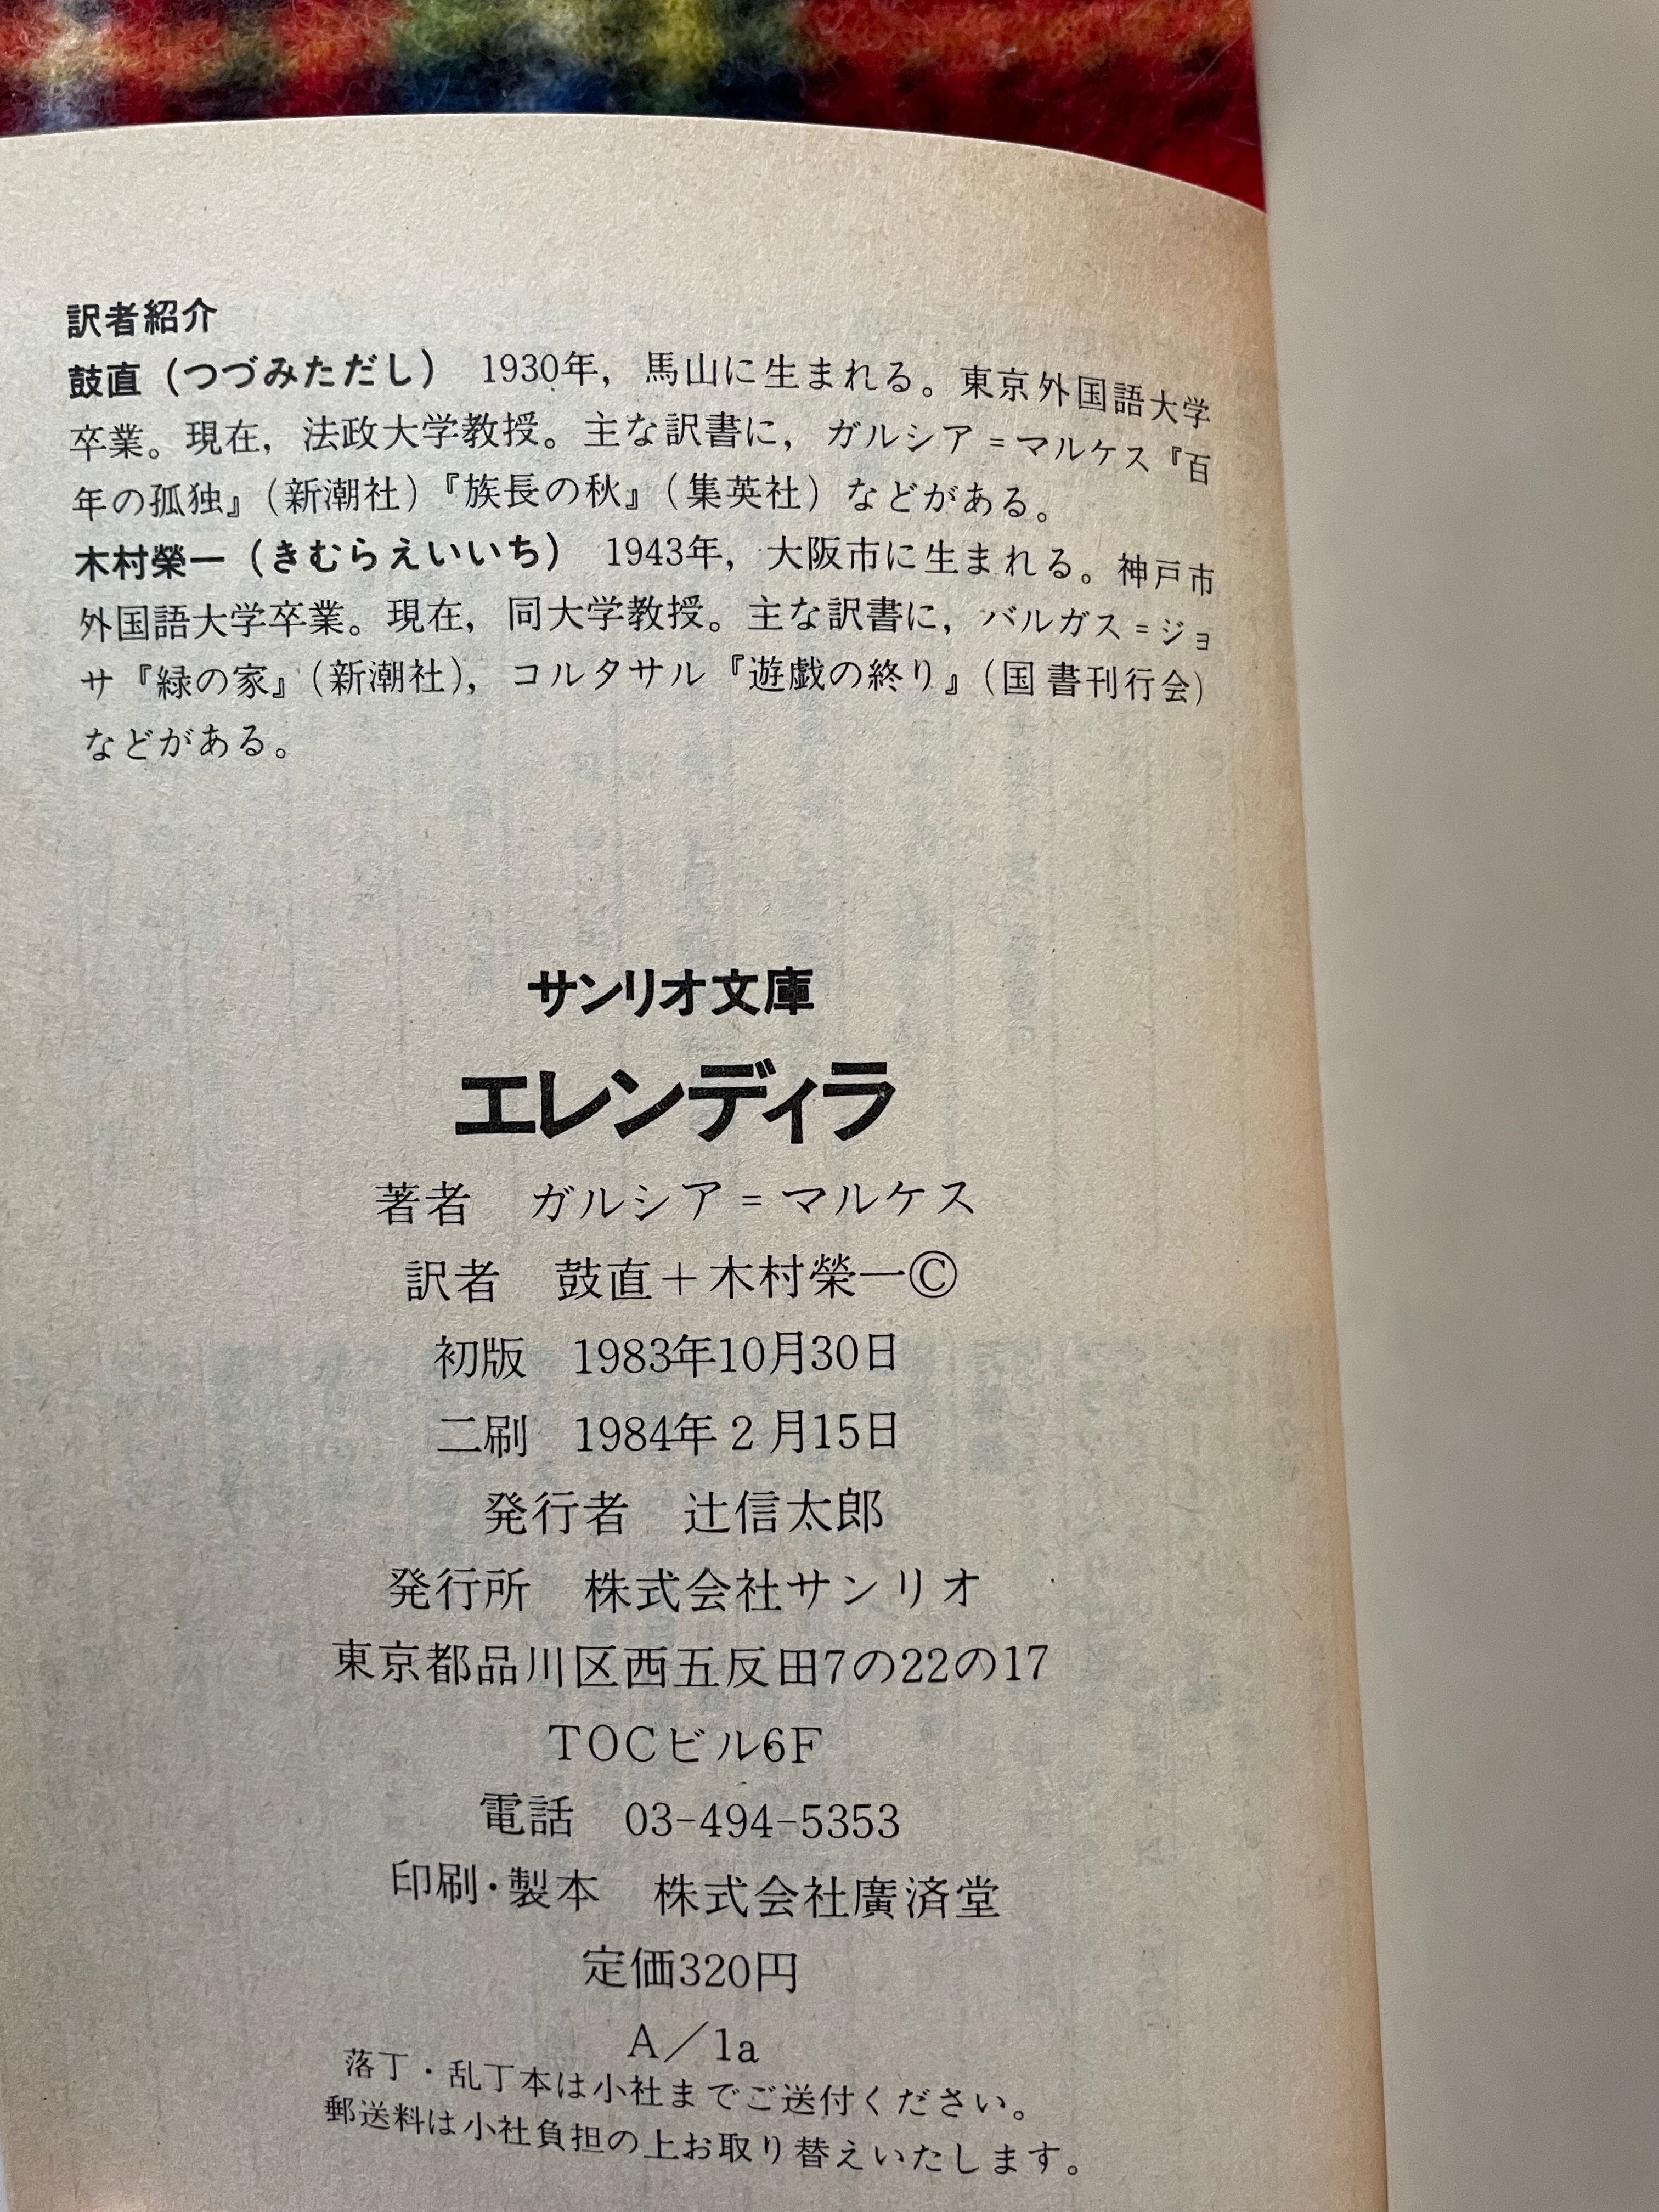 訳者紹介
鼓直（つづみただし） 1930年，馬山に生まれる。東京外国語大学
卒業。現在，法政大学教授。主な訳書に，ガルシア＝マルケス『百
年の孤独』（新潮社）『族長の秋』（集英社）などがある。
木村榮一（きむらえいいち） 1943年，大阪市に生まれる。神戸市
外国語大学卒業。現在，同大学教授。主な訳書に，バルガス＝ジョ
サ『緑の家』（新潮社），コルタサル『遊戯の終り』（国書刊行会）
などがある。
サンリオ文庫
エレンディラ
著者 ガルシア＝マルケス
訳者 鼓直＋木村榮一Ⓒ
初版 1983年10月30日
二刷 1984年2月15日
発行者 辻信太郎
発行所 株式会社サンリオ
東京都品川区西五反田7の22の17
TOCビル6F
電話 03-494-5353
印刷・製本 株式会社廣済堂
定価320円
A／1a
落丁・乱丁本は小社までご送付ください。
郵送料は小社負担の上お取り替えいたします。